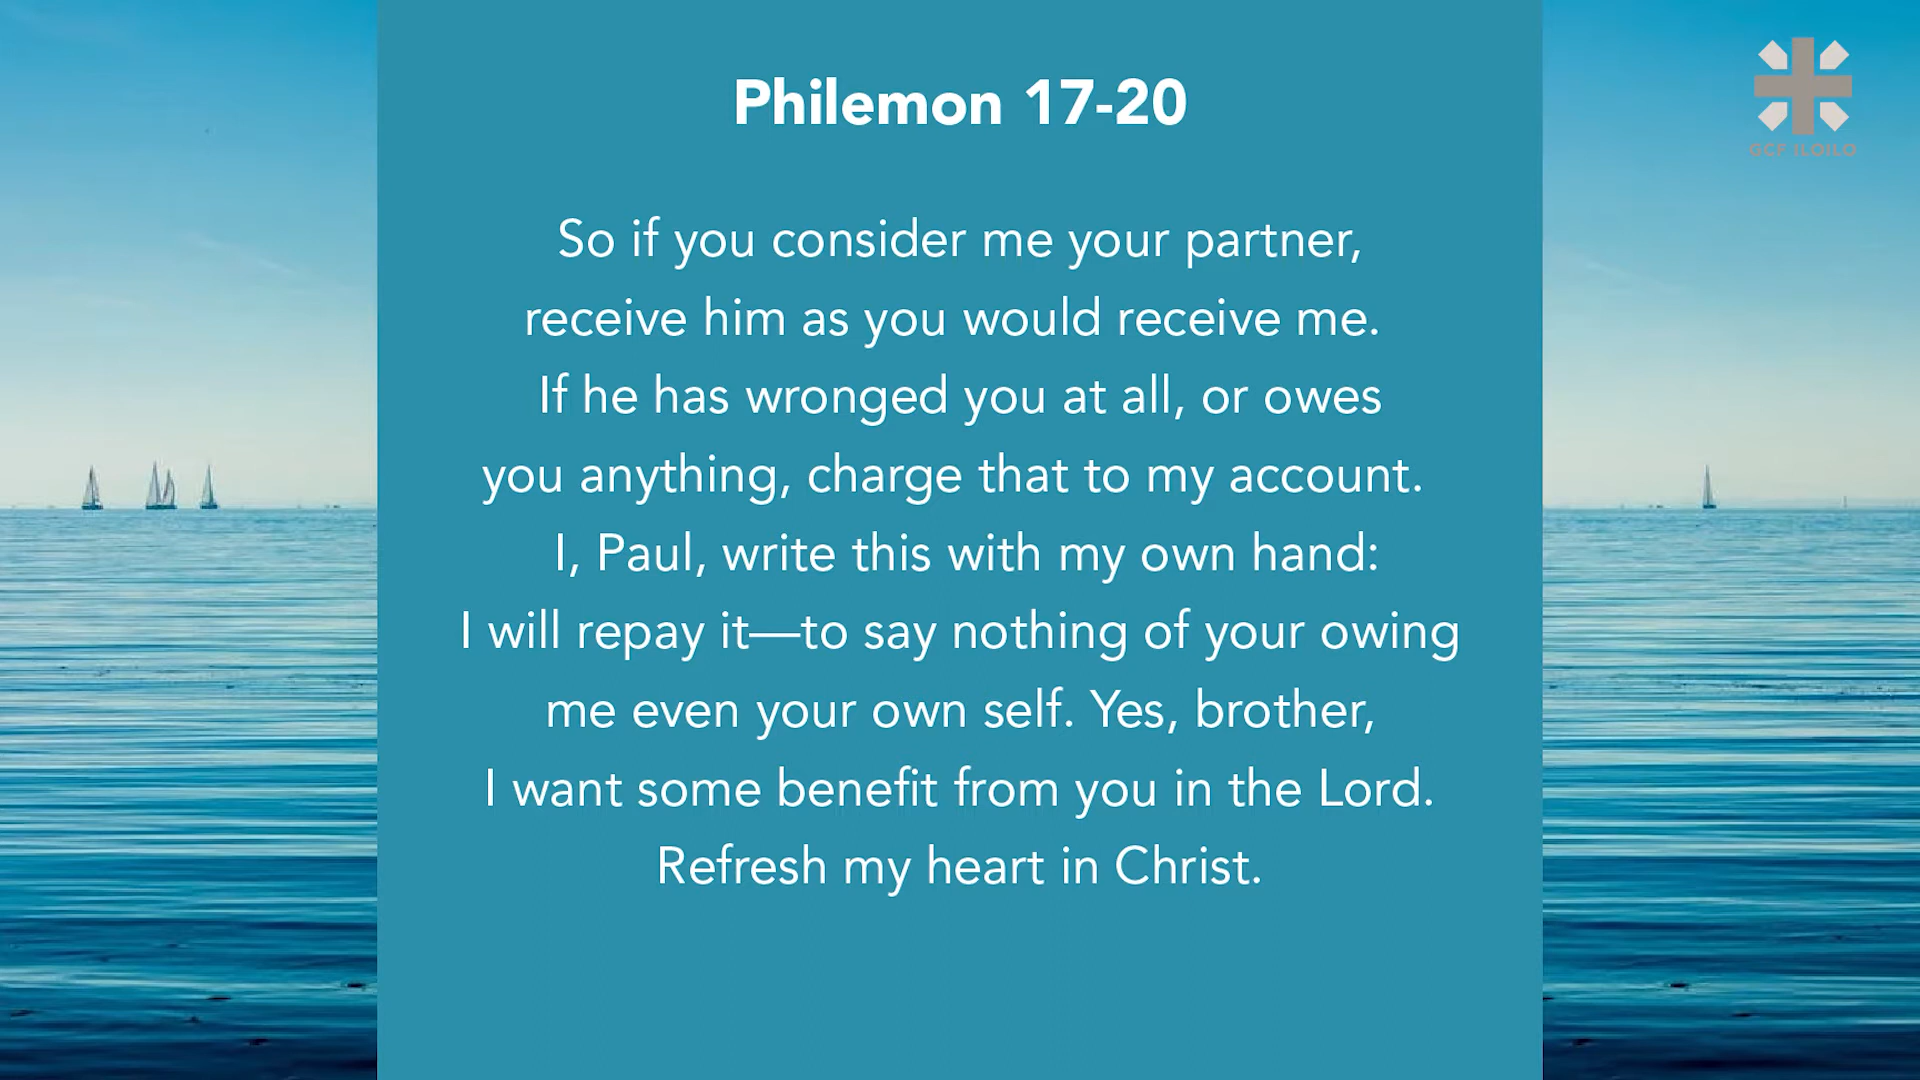 Philemon 17-20
GCF ILOILO
So if you consider me your partner,
receive him as you would receive me.
If he has wronged you at all, or owes
you anything, charge that to my account.
I, Paul, write this with my own hand:
I will repay it—to say nothing of your owing
me even your own self. Yes, brother,
I want some benefit from you in the Lord.
Refresh my heart in Christ.